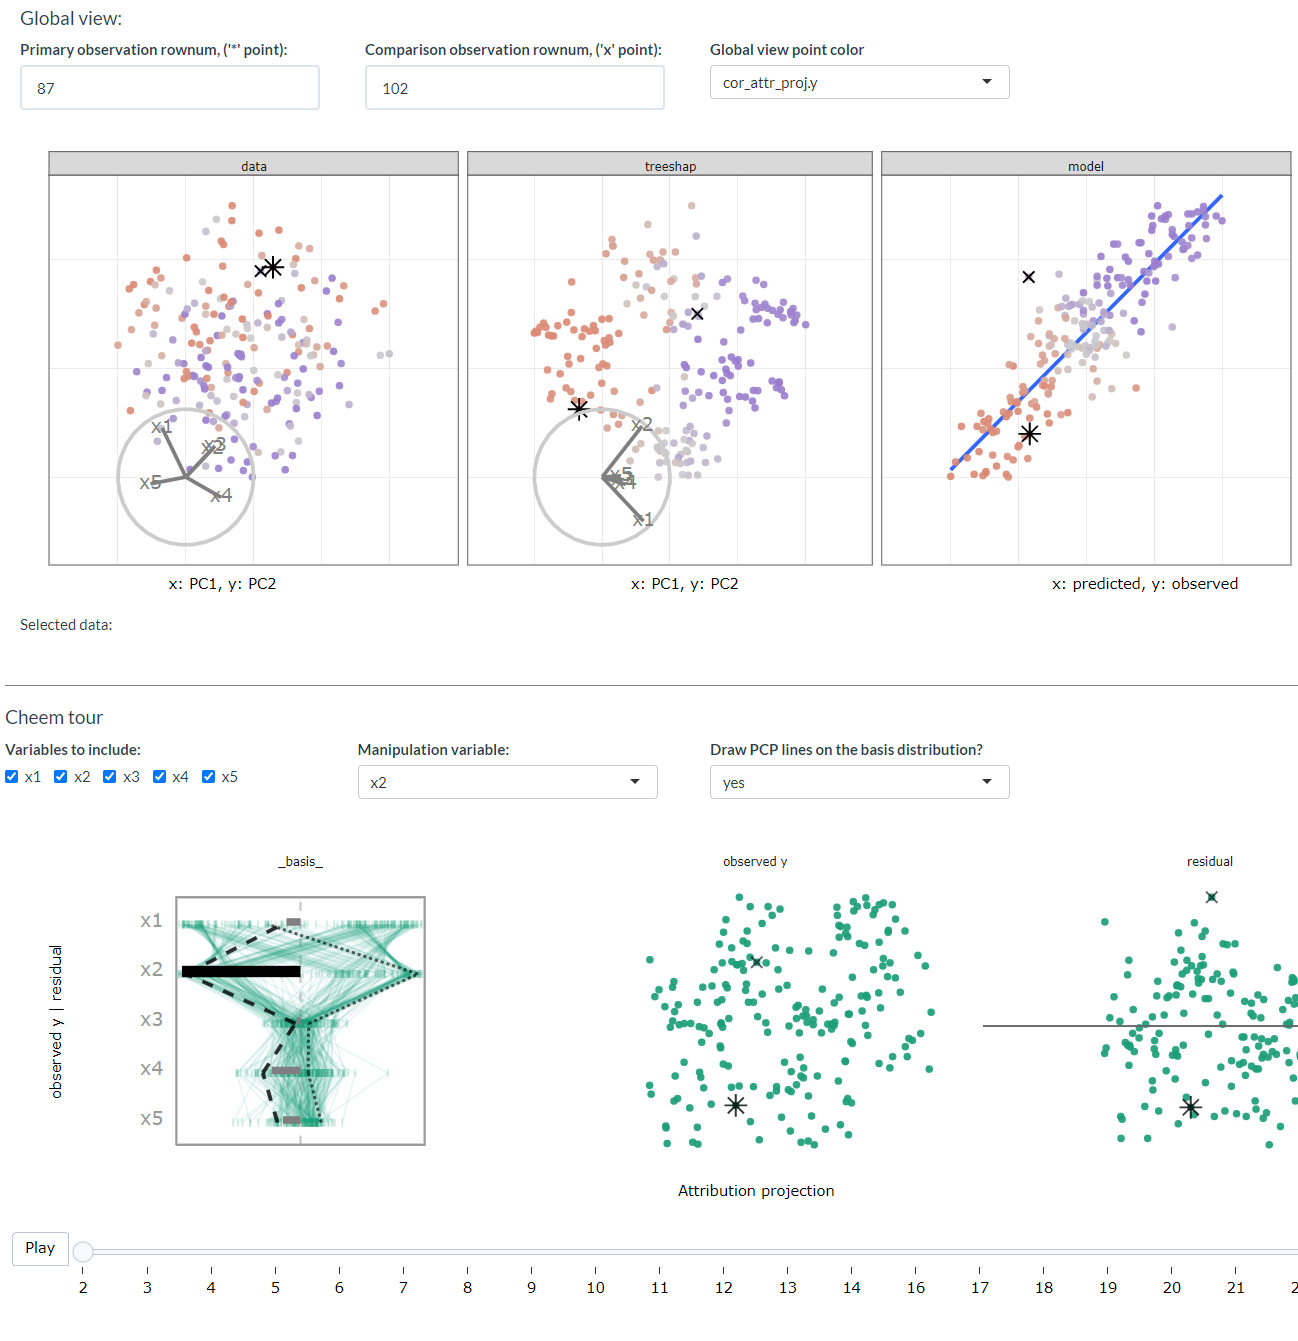 Global view:
Primary observation rownum, ('*' point):
Comparison observation rownum, ('x' point):
Global view point color
87
102
cor_attr_proj.y
data
treeshap
model
x1
x3
x2
x5
x4
x2
x5
x4
x1
x: PC1, y: PC2
x: PC1, y: PC2
x: predicted, y: observed
Selected data:
Cheem tour
Variables to include:
Manipulation variable:
Draw PCP lines on the basis distribution?
x1 x2 x3 x4 x5
x2
yes
_basis_
observed y
residual
x1
x2
x3
x4
x5
observed y | residual
Attribution projection
Play
2 3 4 5 6 7 8 9 10 11 12 13 14 15 16 17 18 19 20 21 2